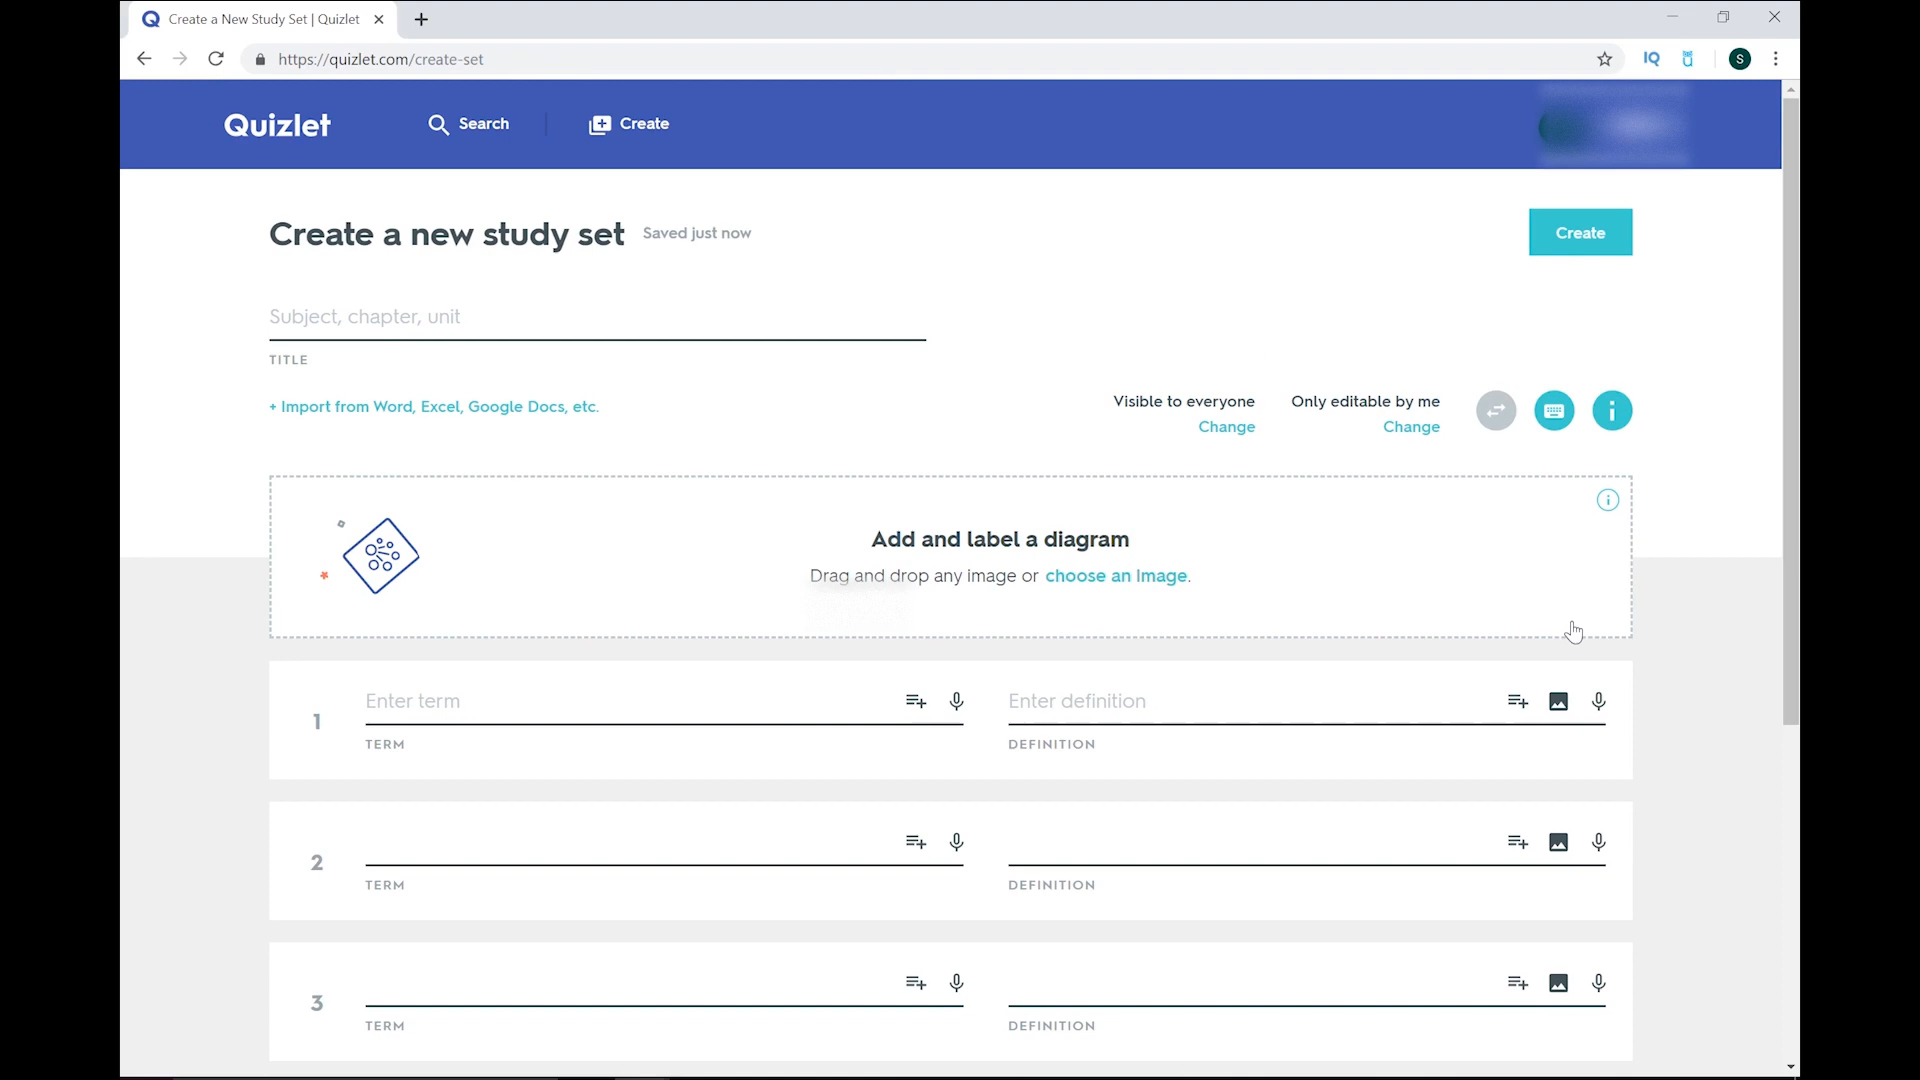 Create a New Study Set | Quizlet
https://quizlet.com/create-set
IQ
S
Quizlet
Search
Create
Create a new study set
Saved just now
Create
Subject, chapter, unit
TITLE
+ Import from Word, Excel, Google Docs, etc.
Visible to everyone
Change
Only editable by me
Change
Add and label a diagram
Drag and drop any image or choose an Image.
1
Enter term
TERM
Enter definition
DEFINITION
2
TERM
DEFINITION
3
TERM
DEFINITION